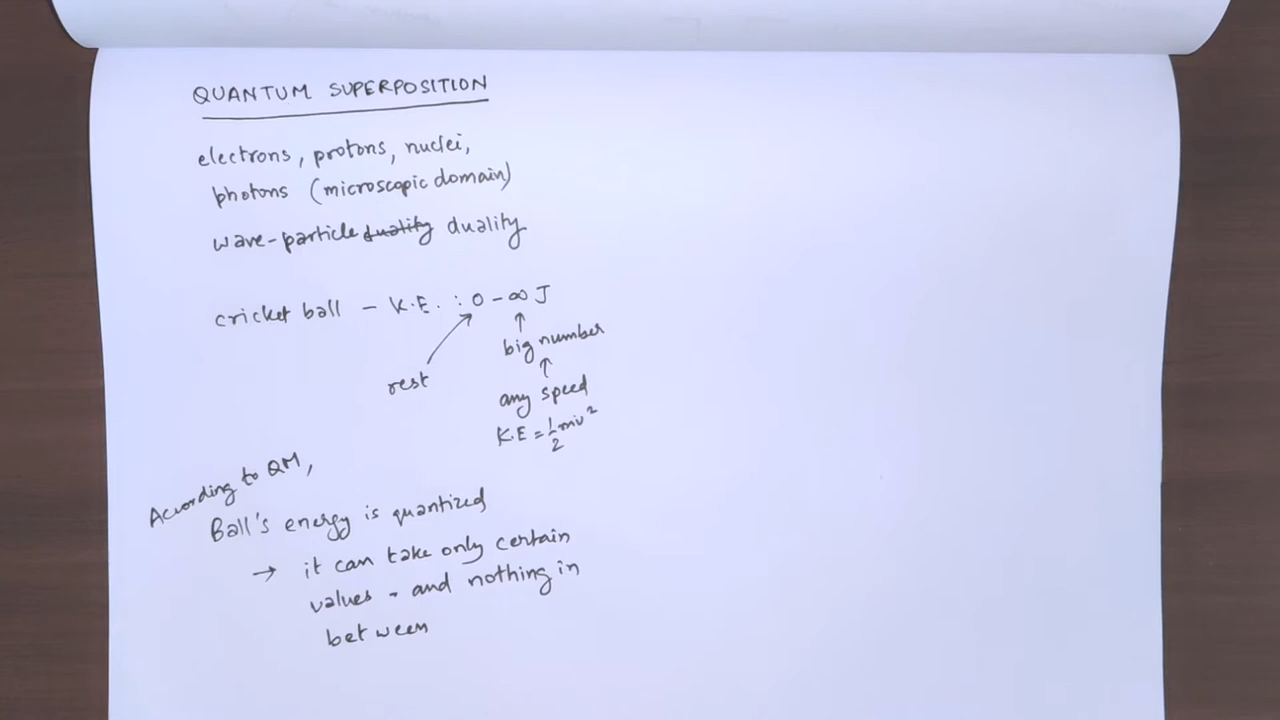 QUANTUM SUPERPOSITION
electrons, protons, nuclei,
photons (microscopic domain)
wave-particle duality duality
cricket ball - K.E. : 0 - ∞ J
rest
big number
any speed
K.E = 1/2 mv²
According to QM,
Ball's energy is quantized
→ it can take only certain
values - and nothing in
between